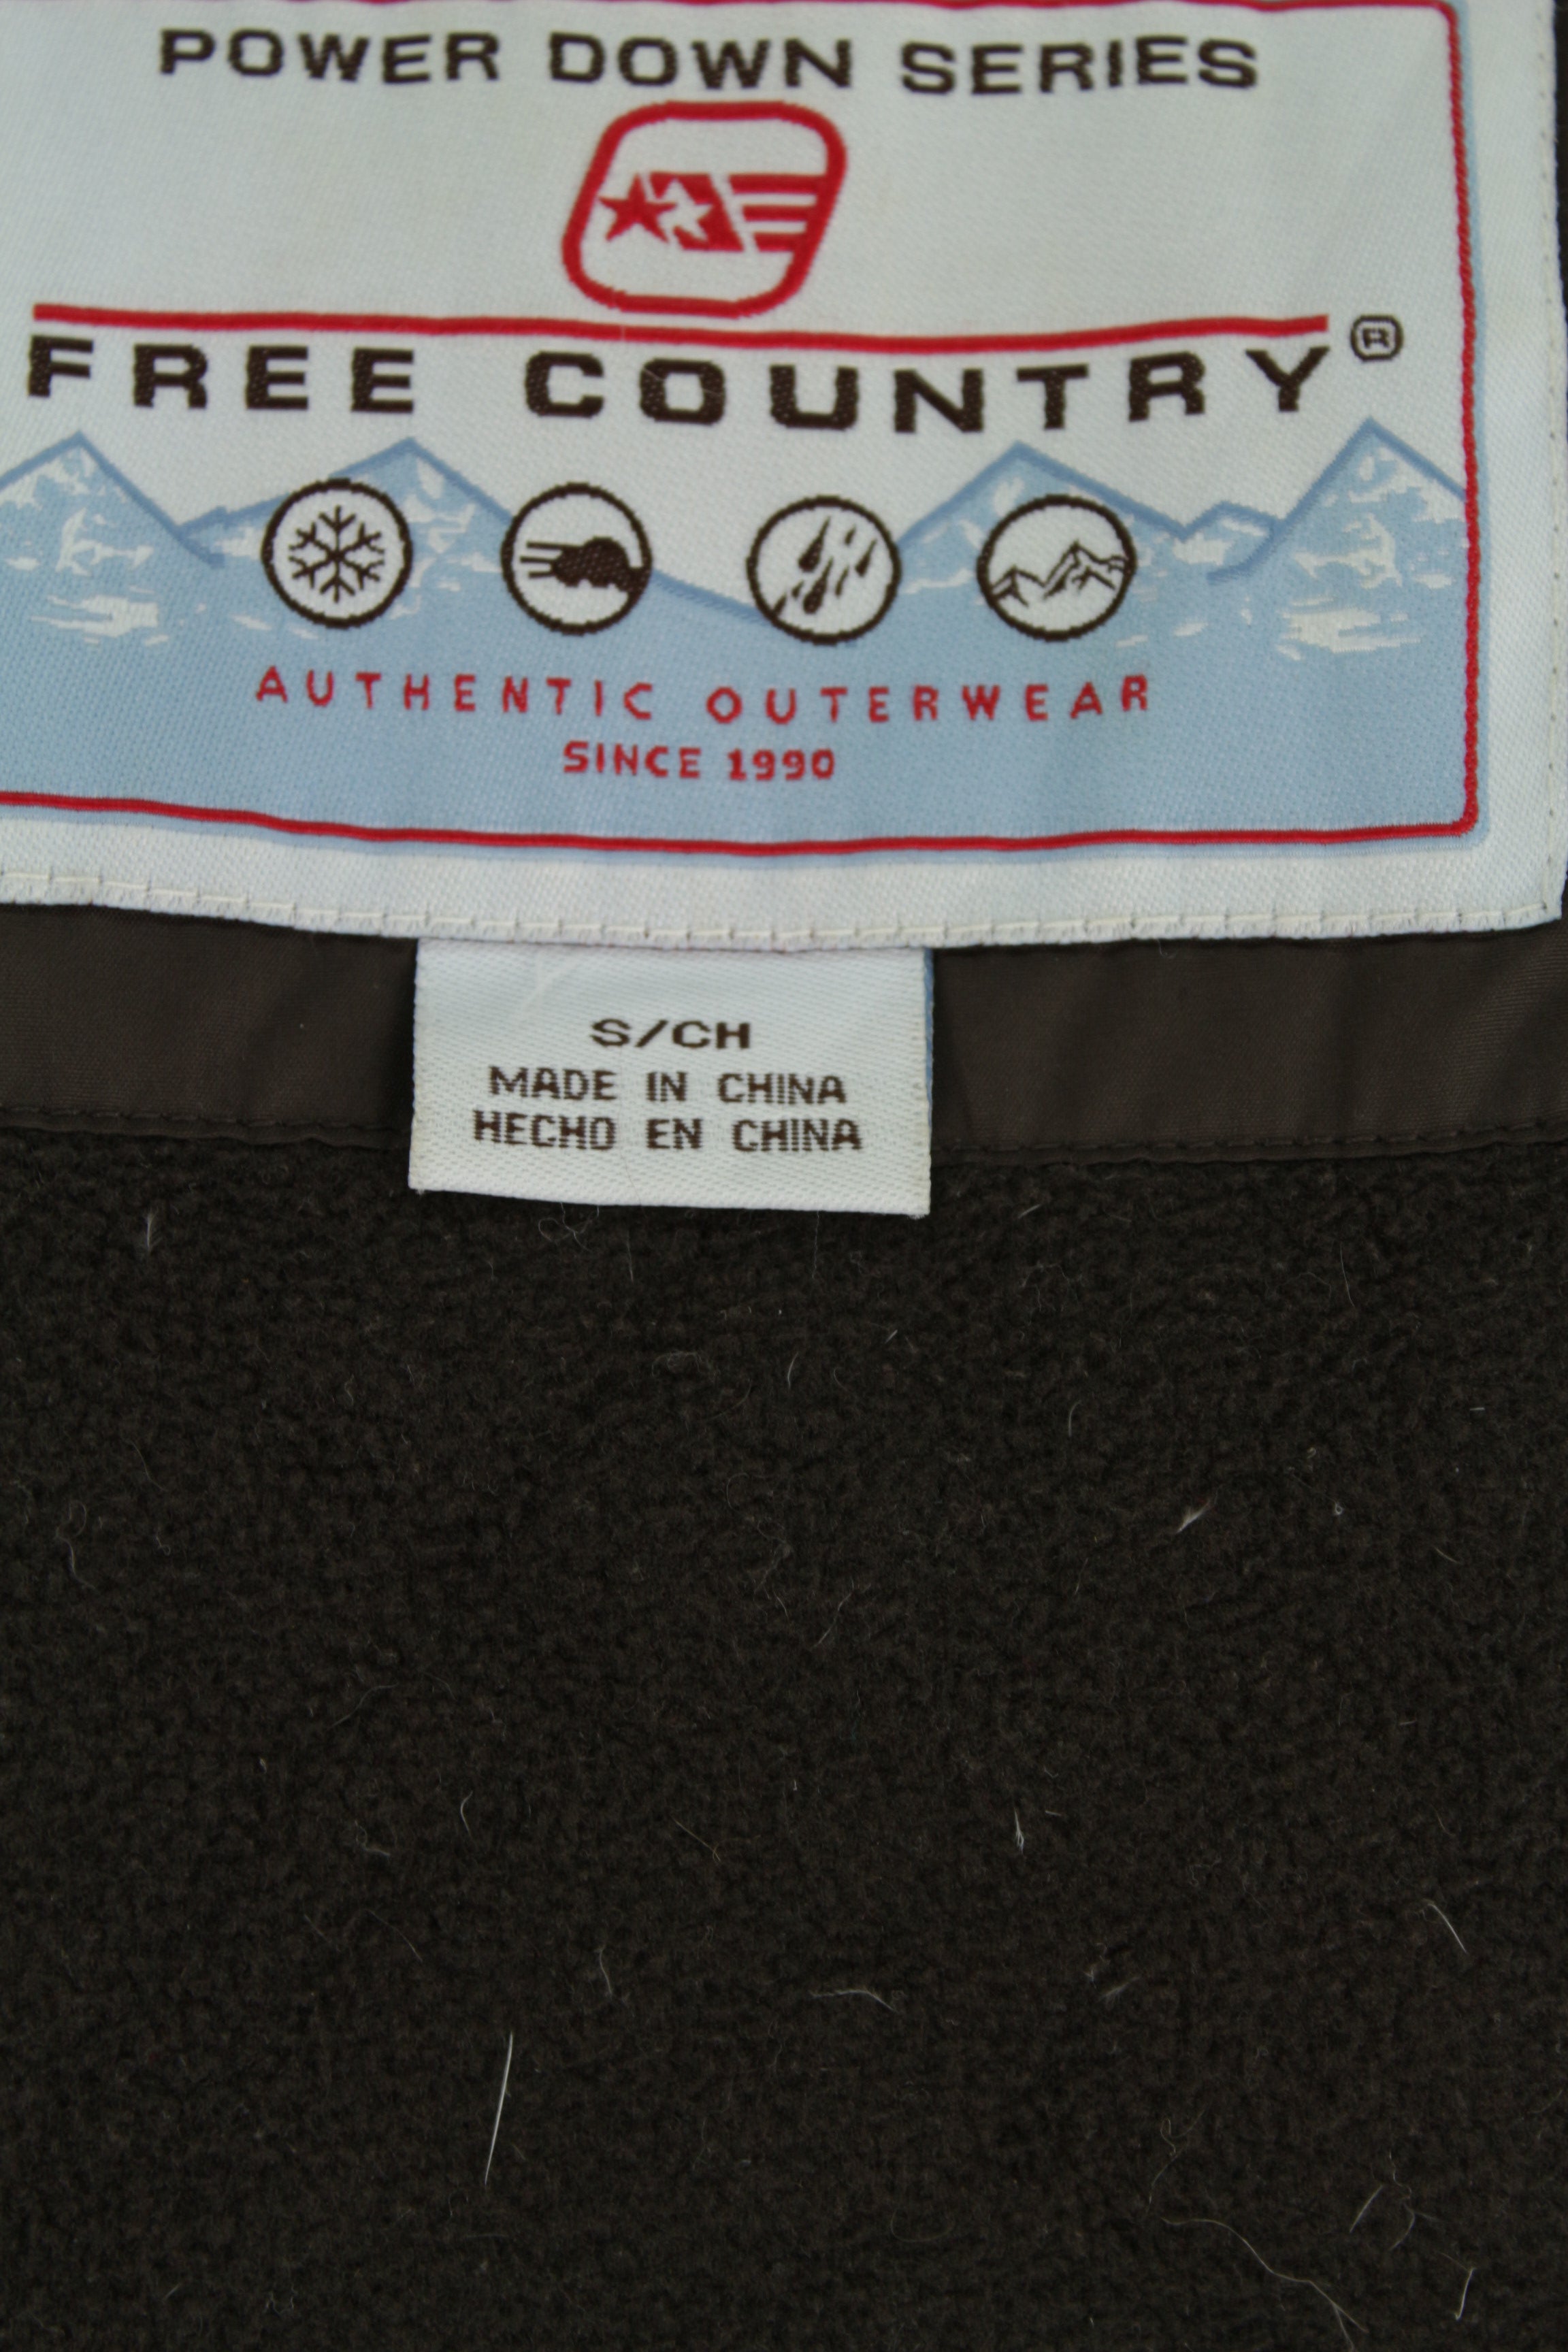 POWER DOWN SERIES
FREE COUNTRY®
AUTHENTIC OUTERWEAR
SINCE 1990
S/CH
MADE IN CHINA
HECHO EN CHINA